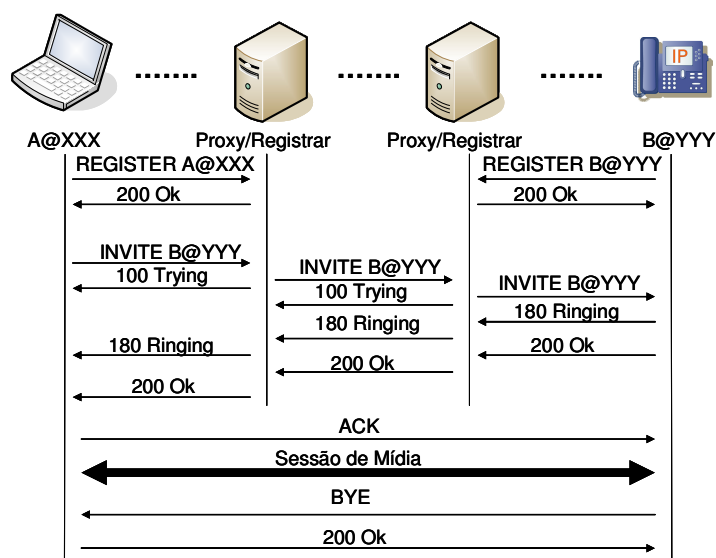 IP
A@XXX
Proxy/Registrar
Proxy/Registrar
B@YYY
REGISTER A@XXX
REGISTER B@YYY
200 Ok
200 Ok
INVITE B@YYY
100 Trying
INVITE B@YYY
100 Trying
INVITE B@YYY
180 Ringing
180 Ringing
180 Ringing
200 Ok
200 Ok
200 Ok
ACK
Sessão de Mídia
BYE
200 Ok